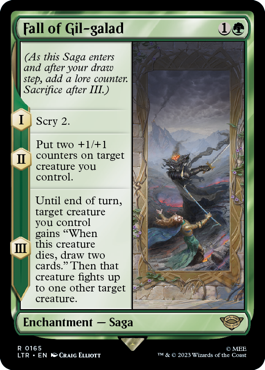 Fall of Gil-galad 1
(As this Saga enters
and after your draw
step, add a lore counter.
Sacrifice after III.)
I Scry 2.
II Put two +1/+1
counters on target
creature you
control.
III Until end of turn,
target creature
you control
gains “When
this creature
dies, draw two
cards.” Then that
creature fights up
to one other target
creature.
Enchantment — Saga
R 0165
LTR • EN Craig Elliott
© MEE
™ & © 2023 Wizards of the Coast